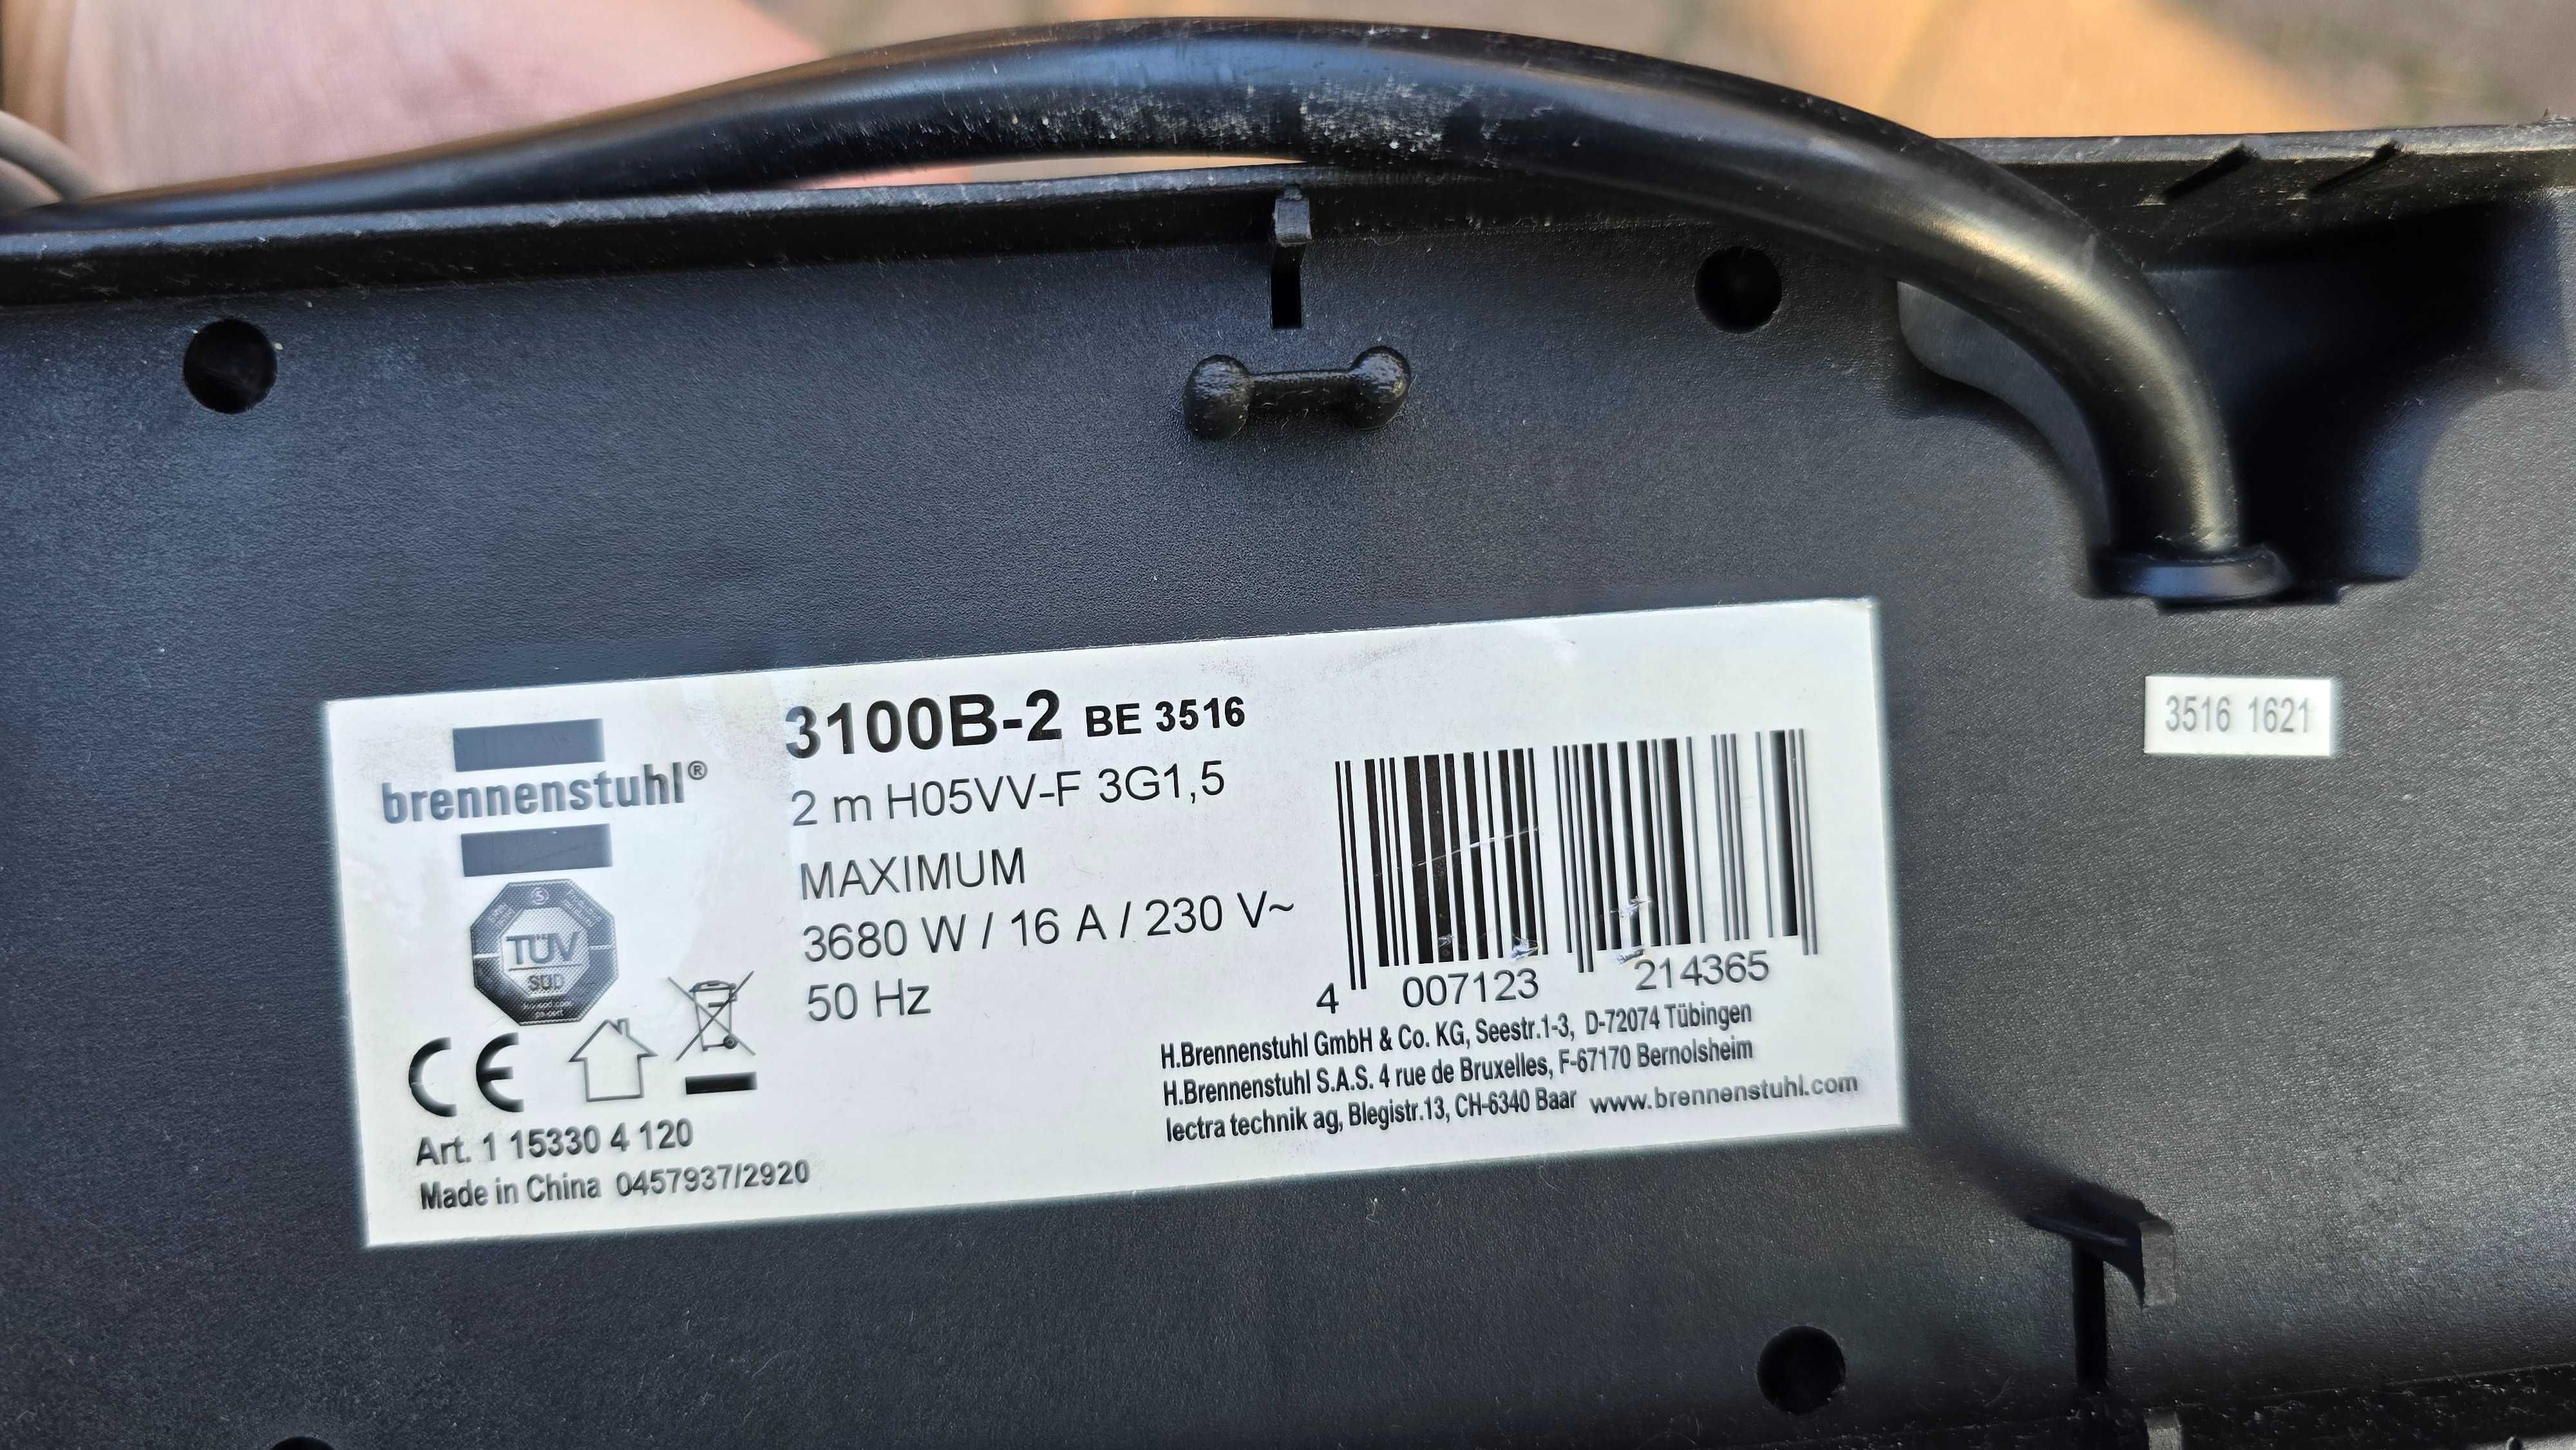 brennenstuhl®
3100B-2 BE 3516
2 m H05VV-F 3G1,5
MAXIMUM
3680 W / 16 A / 230 V~
50 Hz
TÜV
SÜD
CE
Art. 1 15330 4 120
Made in China 0457937/2920
4 007123 214365
H.Brennenstuhl GmbH & Co. KG, Seestr.1-3, D-72074 Tübingen
H.Brennenstuhl S.A.S. 4 rue de Bruxelles, F-67170 Bernolsheim
lectra technik ag, Blegistr.13, CH-6340 Baar www.brennenstuhl.com
3516 1621